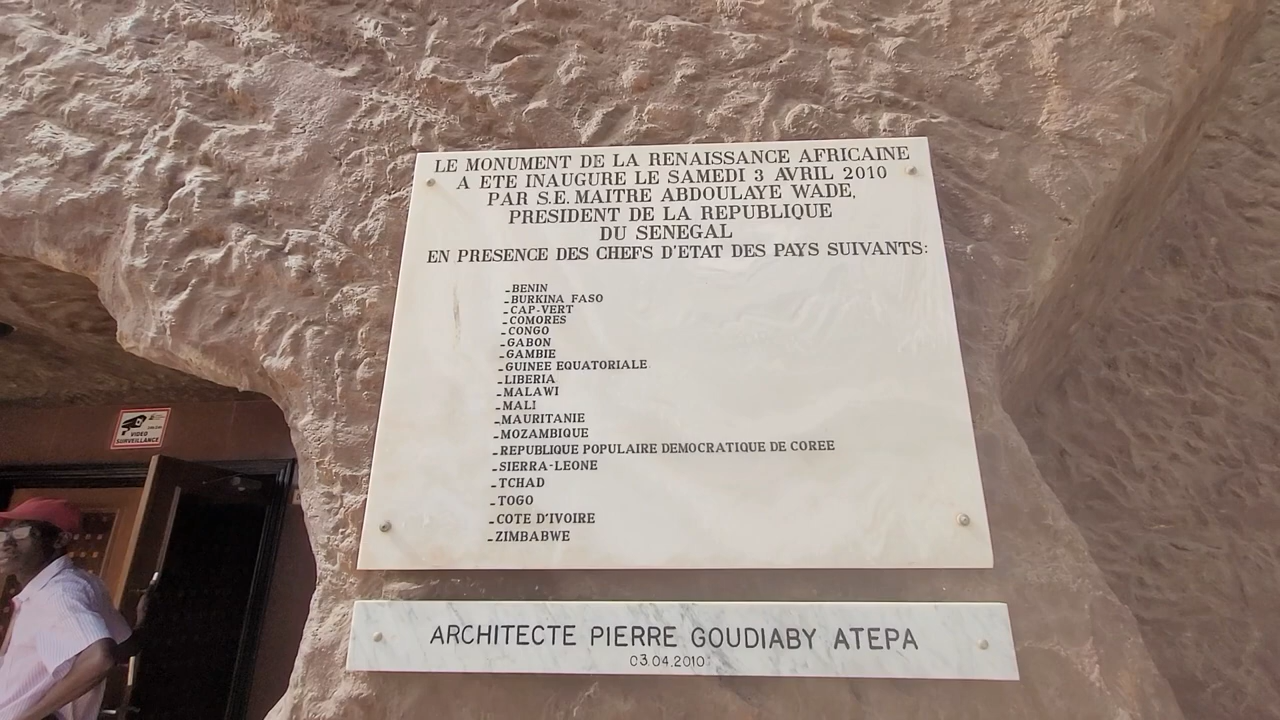 LE MONUMENT DE LA RENAISSANCE AFRICAINE
A ETE INAUGURE LE SAMEDI 3 AVRIL 2010
PAR S.E. MAITRE ABDOULAYE WADE,
PRESIDENT DE LA REPUBLIQUE
DU SENEGAL
EN PRESENCE DES CHEFS D'ETAT DES PAYS SUIVANTS:
-BENIN
-BURKINA FASO
-CAP-VERT
-COMORES
-CONGO
-GABON
-GAMBIE
-GUINEE EQUATORIALE
-LIBERIA
-MALAWI
-MALI
-MAURITANIE
-MOZAMBIQUE
-REPUBLIQUE POPULAIRE DEMOCRATIQUE DE COREE
-SIERRA-LEONE
-TCHAD
-TOGO
-COTE D'IVOIRE
-ZIMBABWE
ARCHITECTE PIERRE GOUDIABY ATEPA
03.04.2010
VIDEO
SURVEILLANCE